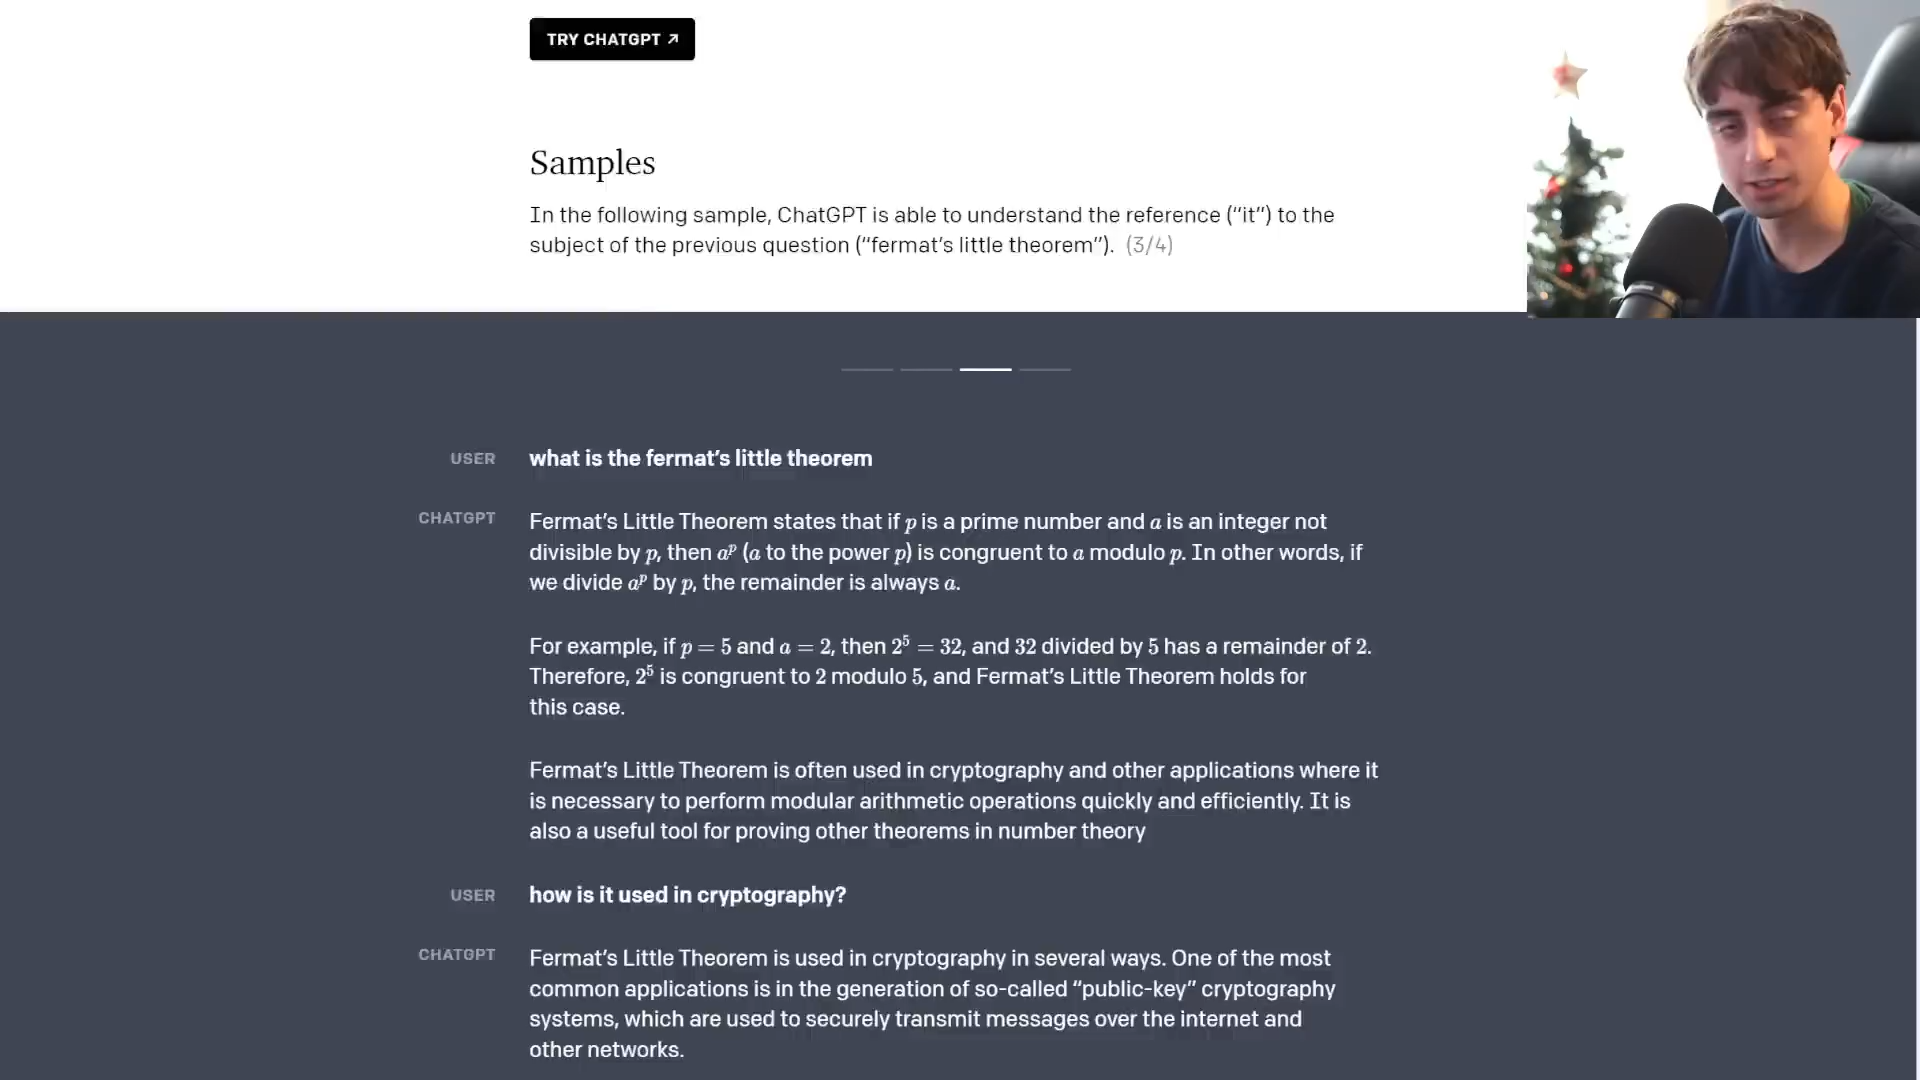 TRY CHATGPT ↗
Samples
In the following sample, ChatGPT is able to understand the reference (“it”) to the
subject of the previous question (“fermat’s little theorem”). (3/4)
USER
what is the fermat’s little theorem
CHATGPT
Fermat’s Little Theorem states that if p is a prime number and a is an integer not
divisible by p, then aᵖ (a to the power p) is congruent to a modulo p. In other words, if
we divide aᵖ by p, the remainder is always a.
For example, if p = 5 and a = 2, then 2⁵ = 32, and 32 divided by 5 has a remainder of 2.
Therefore, 2⁵ is congruent to 2 modulo 5, and Fermat’s Little Theorem holds for
this case.
Fermat’s Little Theorem is often used in cryptography and other applications where it
is necessary to perform modular arithmetic operations quickly and efficiently. It is
also a useful tool for proving other theorems in number theory
USER
how is it used in cryptography?
CHATGPT
Fermat’s Little Theorem is used in cryptography in several ways. One of the most
common applications is in the generation of so-called “public-key” cryptography
systems, which are used to securely transmit messages over the internet and
other networks.